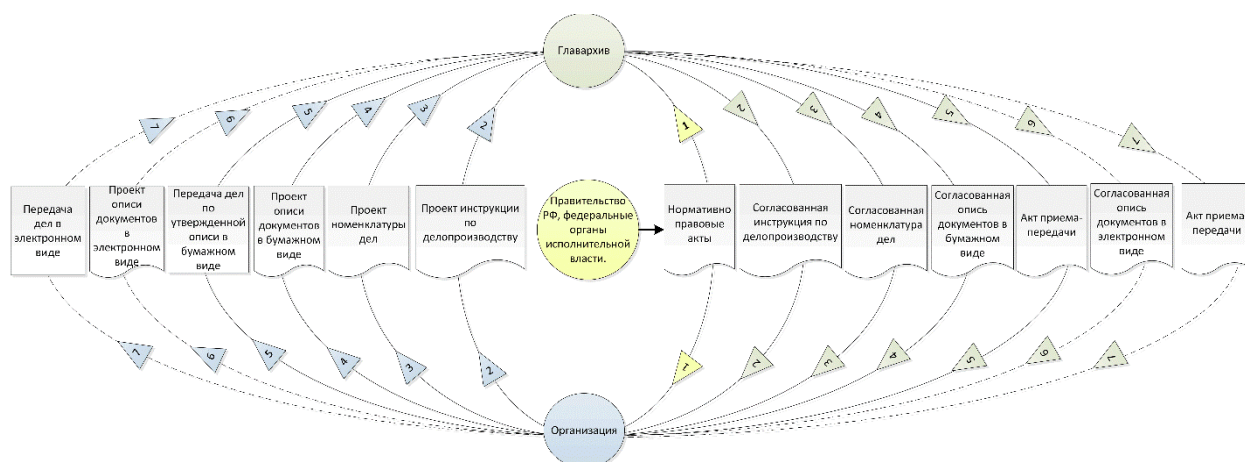 Главархив
7
6
5
4
3
2
1
2
3
4
5
6
7
Передача
дел в
электронном
виде
Проект
описи
документов
в
электронном
виде
Передача дел
по
утвержденной
описи в
бумажном
виде
Проект
описи
документов
в бумажном
виде
Проект
номенклатуры
дел
Проект инструкции
по
делопроизводству
Правительство
РФ, федеральные
органы
исполнительной
власти.
Нормативно
правовые
акты
Согласованная
инструкция по
делопроизводству
Согласованная
номенклатура
дел
Согласованная
опись
документов в
бумажном
виде
Акт приема-
передачи
Согласованная
опись
документов в
электронном
виде
Акт приема-
передачи
7
6
5
4
3
2
1
2
3
4
5
6
7
Организация